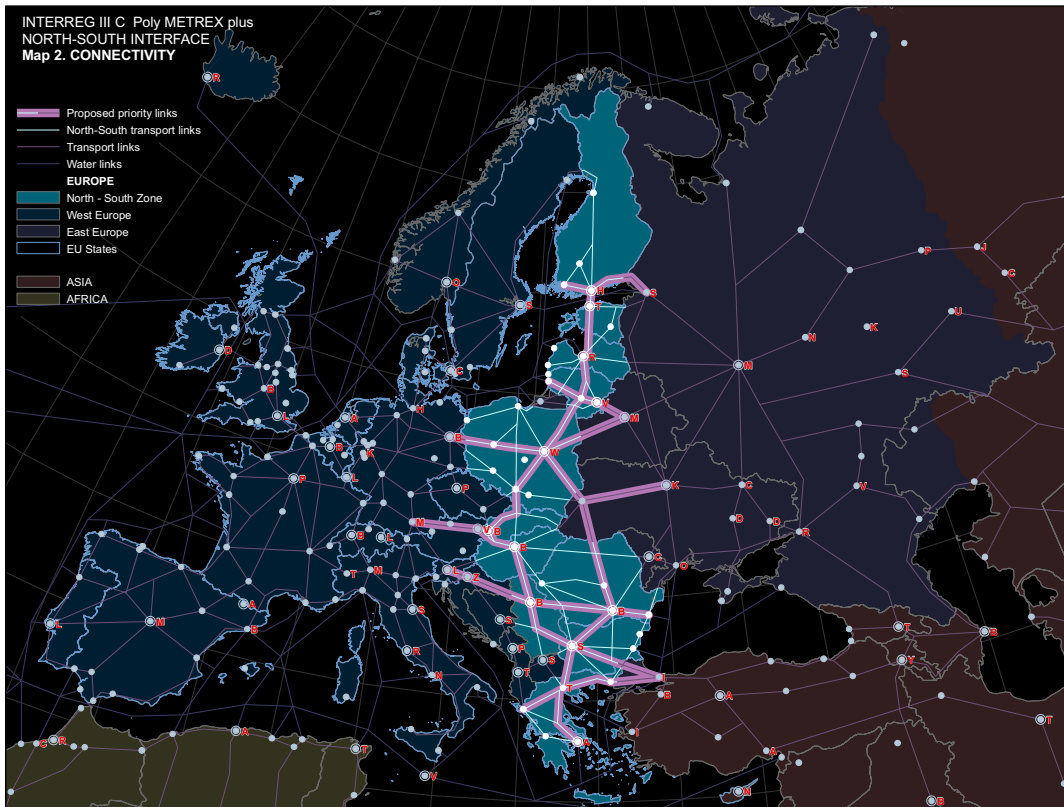 INTERREG III C  Poly METREX plus
NORTH-SOUTH INTERFACE
Map 2. CONNECTIVITY
Proposed priority links
North-South transport links
Transport links
Water links
EUROPE
North - South Zone
West Europe
East Europe
EU States
ASIA
AFRICA
R
O
S
H
S
T
P
J
C
U
K
N
M
S
D
C
R
B
L
A
H
V
M
B
B
K
W
P
L
P
K
C
V
M
V
B
D
D
R
B
L
B
C
O
T
M
L
Z
A
S
B
B
L
M
B
S
T
B
R
P
S
S
Y
N
T
I
T
B
A
T
C
R
A
T
A
I
A
V
M
B